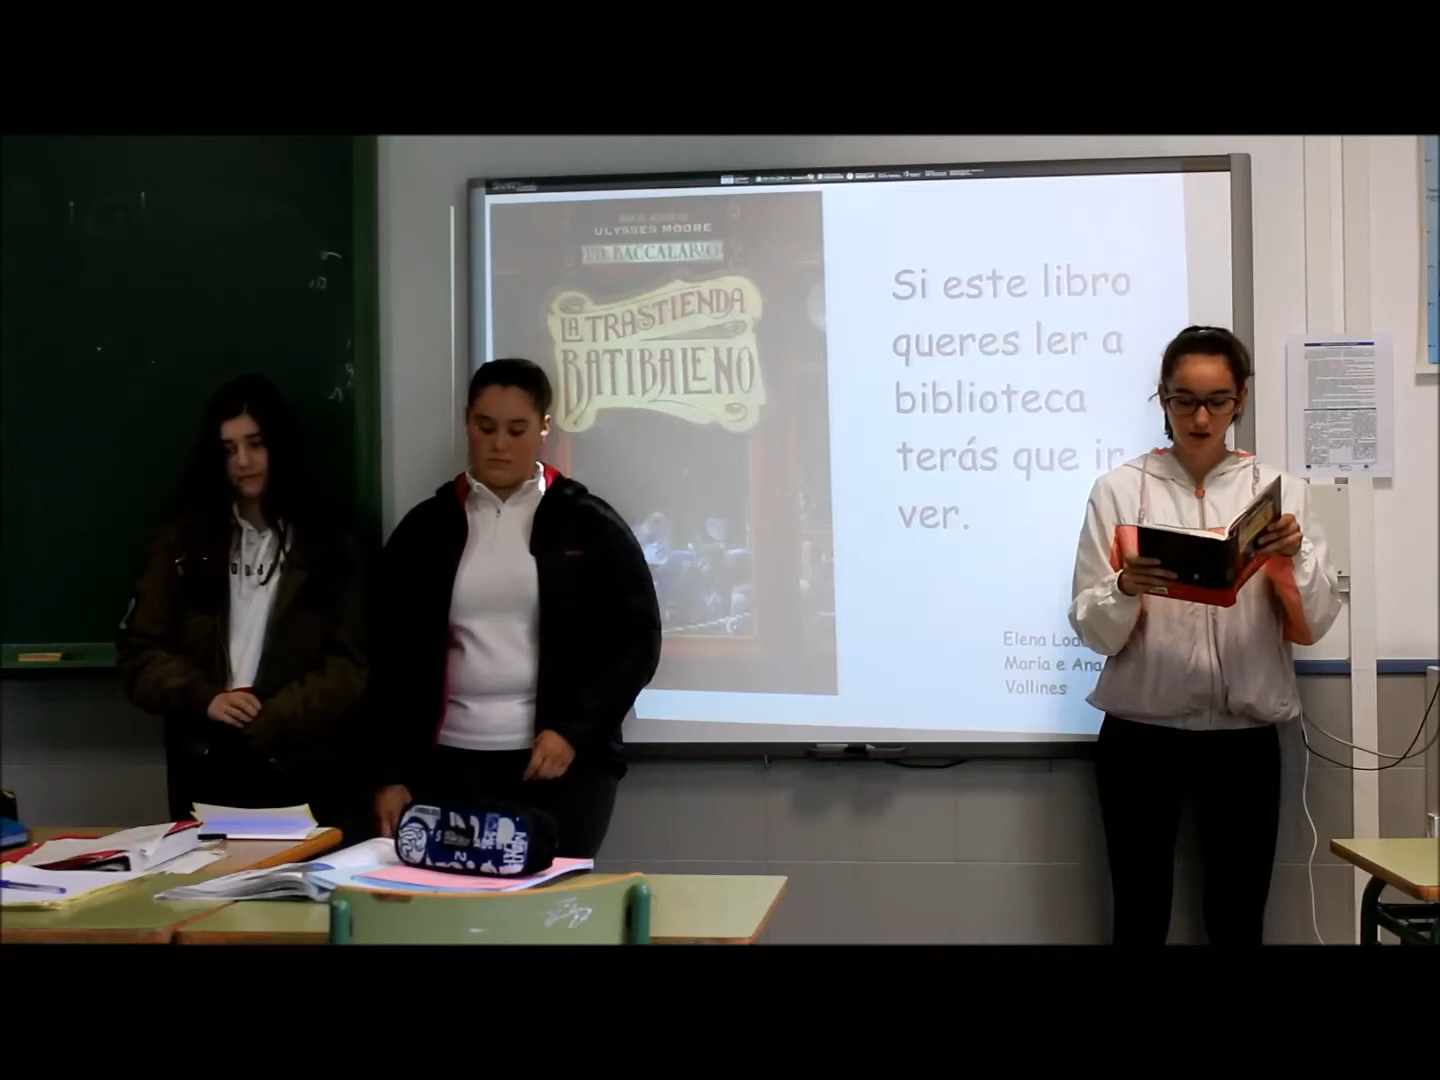 ULYSSES MOORE
P.D. BACCALARIO
LA TRASTIENDA
BATIBALENO
Si este libro
queres ler a
biblioteca
terás que ir
ver.
Elena
María e Ana
Vallines